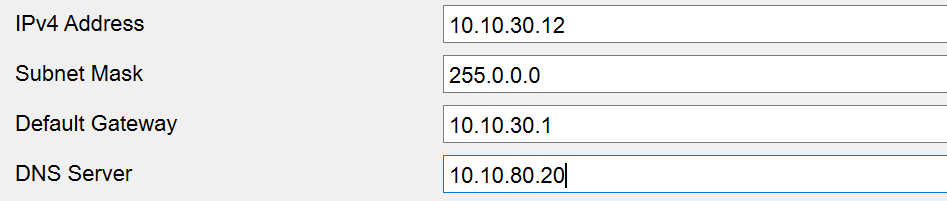 IPv4 Address 10.10.30.12
Subnet Mask 255.0.0.0
Default Gateway 10.10.30.1
DNS Server 10.10.80.20